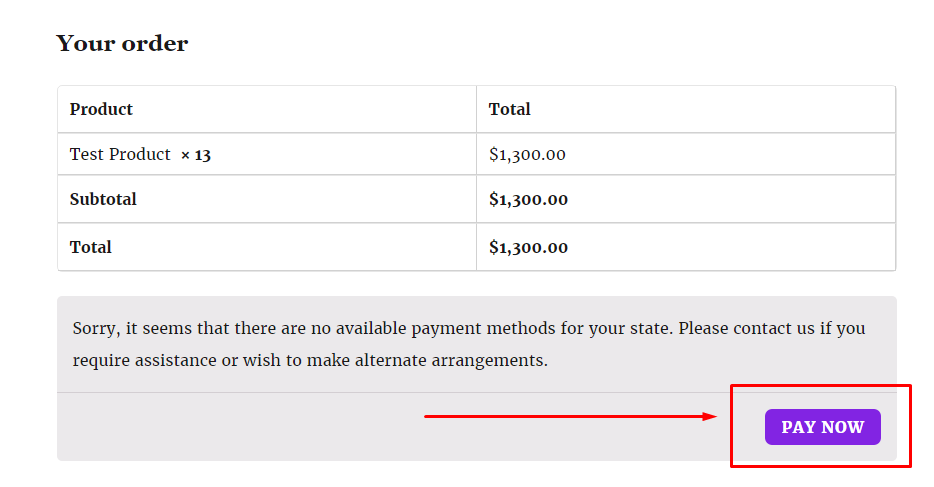 Your order
Product Total
Test Product × 13 $1,300.00
Subtotal $1,300.00
Total $1,300.00
Sorry, it seems that there are no available payment methods for your state. Please contact us if you
require assistance or wish to make alternate arrangements.
PAY NOW